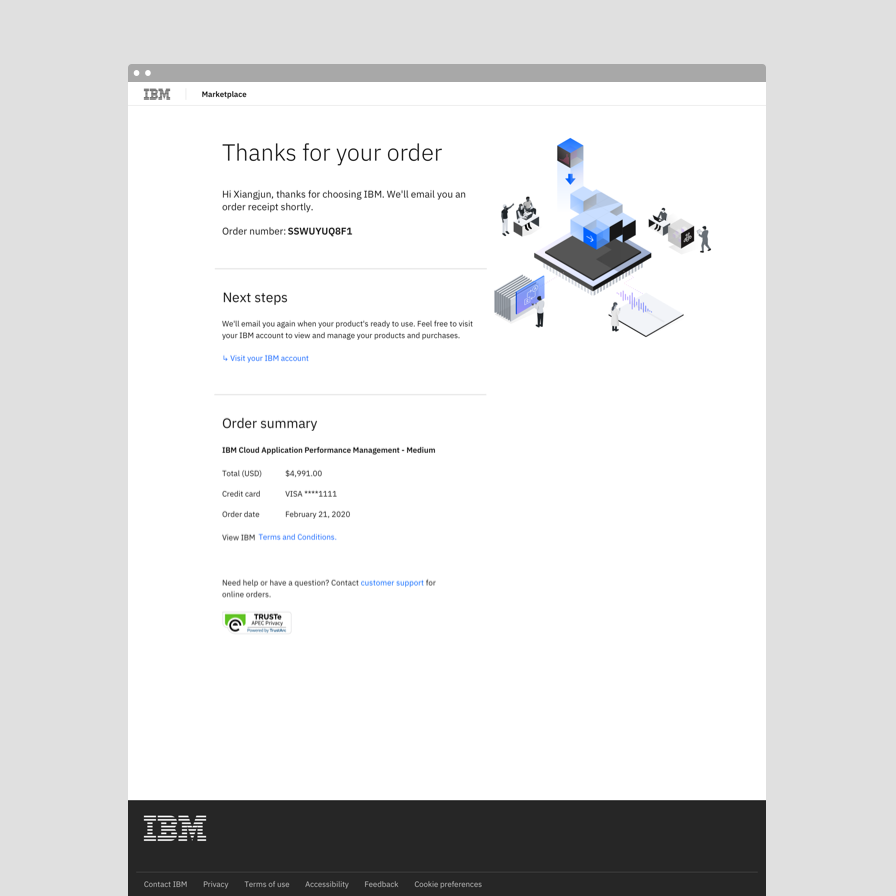 IBM
Marketplace
Thanks for your order
Hi Xiangjun, thanks for choosing IBM. We'll email you an
order receipt shortly.
Order number: SSWUYUQ8F1
Next steps
We'll email you again when your product's ready to use. Feel free to visit
your IBM account to view and manage your products and purchases.
↳ Visit your IBM account
Order summary
IBM Cloud Application Performance Management - Medium
Total (USD) $4,991.00
Credit card VISA ****1111
Order date February 21, 2020
View IBM Terms and Conditions.
Need help or have a question? Contact customer support for
online orders.
TRUSTe
APEC Privacy
Powered by TrustArc
IBM
Contact IBM Privacy Terms of use Accessibility Feedback Cookie preferences